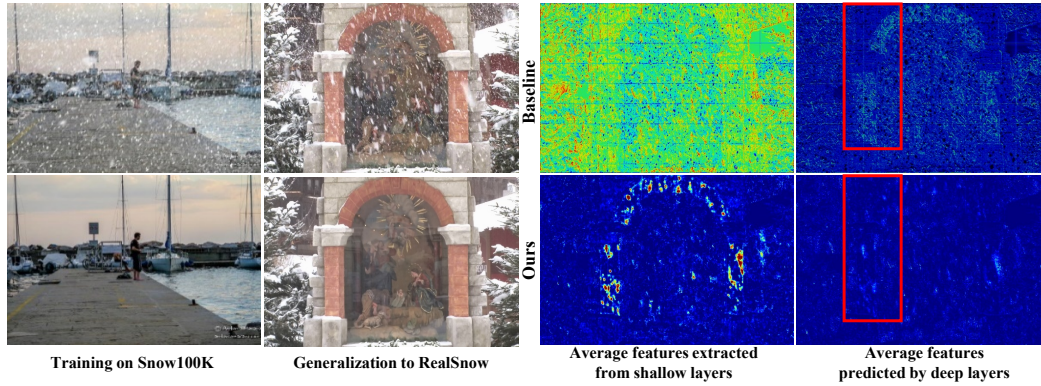 Baseline
Ours
Training on Snow100K
Generalization to RealSnow
Average features extracted
from shallow layers
Average features
predicted by deep layers